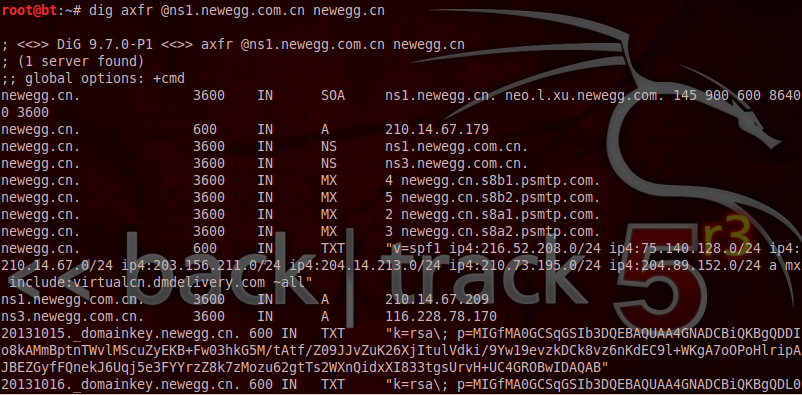 root@bt:~# dig axfr @ns1.newegg.com.cn newegg.cn
; <<>> DiG 9.7.0-P1 <<>> axfr @ns1.newegg.com.cn newegg.cn
; (1 server found)
;; global options: +cmd
newegg.cn. 3600 IN SOA ns1.newegg.cn. neo.l.xu.newegg.com. 145 900 600 8640
0 3600
newegg.cn. 600 IN A 210.14.67.179
newegg.cn. 3600 IN NS ns1.newegg.com.cn.
newegg.cn. 3600 IN NS ns3.newegg.com.cn.
newegg.cn. 3600 IN MX 4 newegg.cn.s8b1.psmtp.com.
newegg.cn. 3600 IN MX 5 newegg.cn.s8b2.psmtp.com.
newegg.cn. 3600 IN MX 2 newegg.cn.s8a1.psmtp.com.
newegg.cn. 3600 IN MX 3 newegg.cn.s8a2.psmtp.com.
newegg.cn. 600 IN TXT "v=spf1 ip4:216.52.208.0/24 ip4:75.140.128.0/24 ip4:
210.14.67.0/24 ip4:203.156.211.0/24 ip4:204.14.213.0/24 ip4:210.73.195.0/24 ip4:204.89.152.0/24 a mx
include:virtualcn.dmdelivery.com ~all"
ns1.newegg.com.cn. 3600 IN A 210.14.67.209
ns3.newegg.com.cn. 3600 IN A 116.228.78.170
20131015._domainkey.newegg.cn. 600 IN TXT "k=rsa\; p=MIGfMA0GCSqGSIb3DQEBAQUAA4GNADCBiQKBgQDDI
o8kAMmBptnTWvlMScuZyEKB+Fw03hkG5M/tAtf/Z09JJvZuK26XjItulVdki/9Yw19evzkDCk8vz6nKdEC9l+WKgA7oOPoHlripA
JBEZGyfFQnekJ6Uqj5e3FYYrzZ8k7zMozu62gtTs2WXnQidxXI833tgsUrvH+UC4GROBwIDAQAB"
20131016._domainkey.newegg.cn. 600 IN TXT "k=rsa\; p=MIGfMA0GCSqGSIb3DQEBAQUAA4GNADCBiQKBgQDL0
<< back | track 5 r3